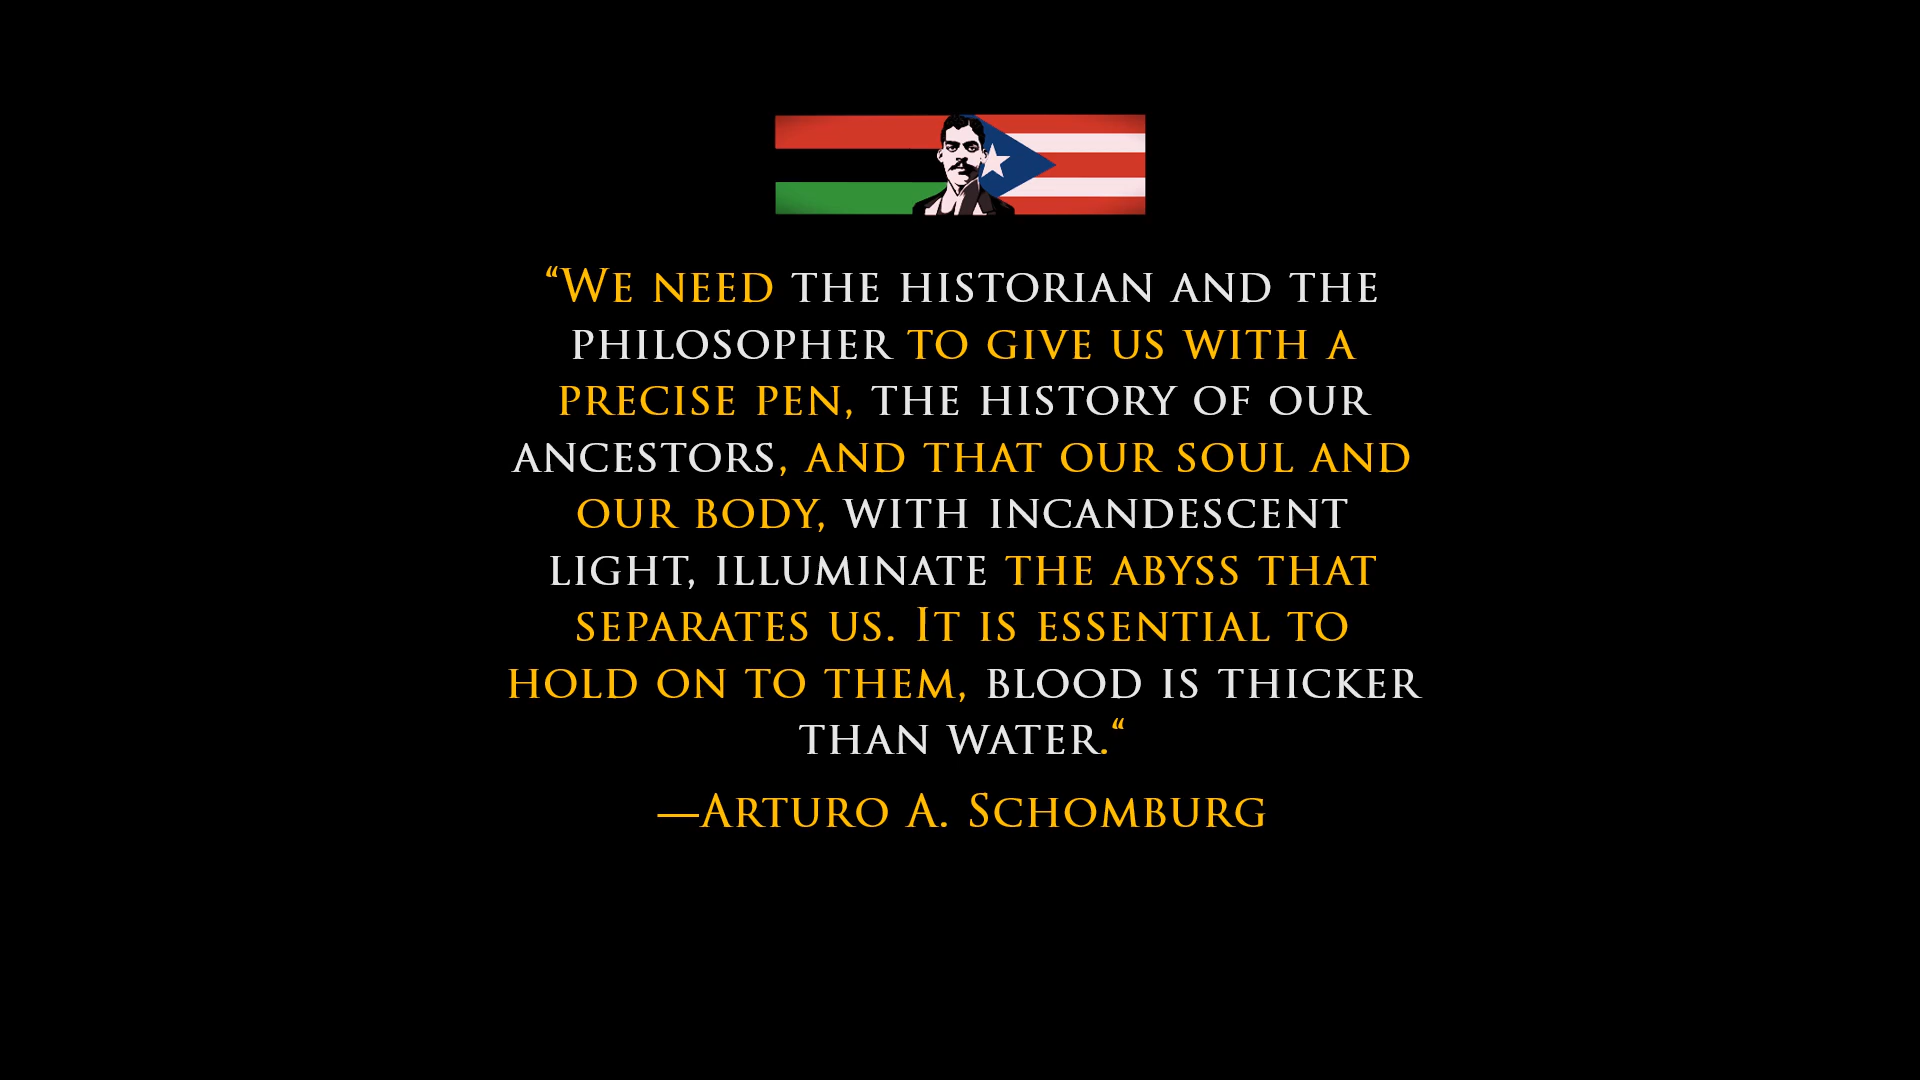 “We need the historian and the
philosopher to give us with a
precise pen, the history of our
ancestors, and that our soul and
our body, with incandescent
light, illuminate the abyss that
separates us. It is essential to
hold on to them, blood is thicker
than water.“
—Arturo A. Schomburg